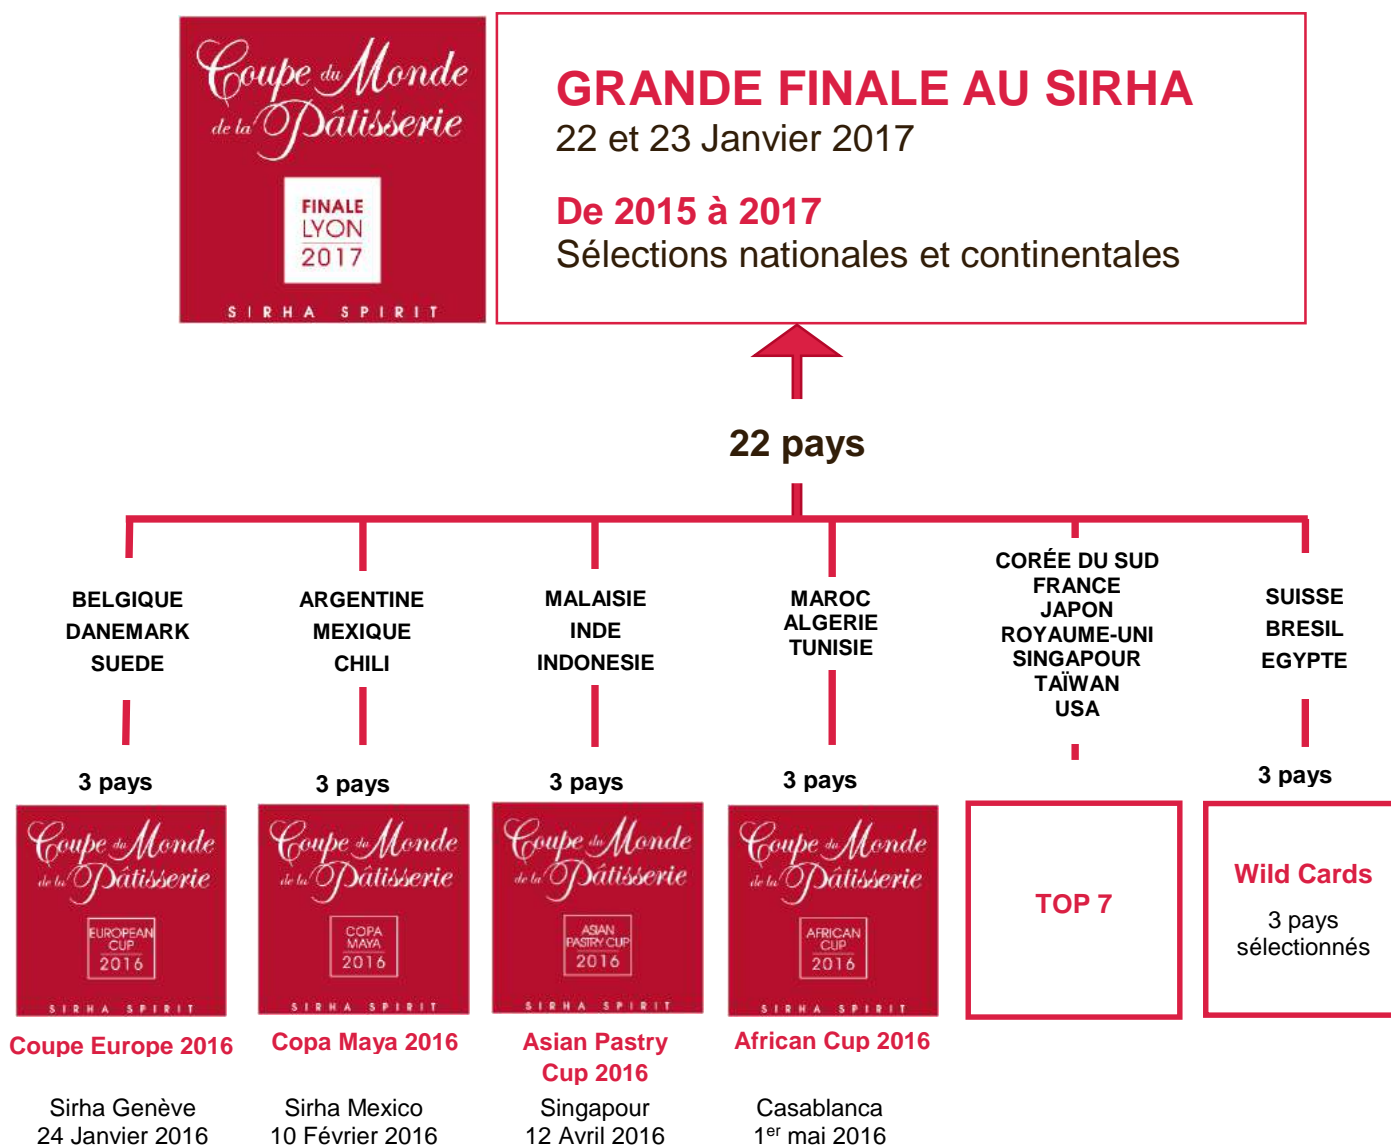 Coupe du Monde
de la Pâtisserie
FINALE
LYON
2017
SIRHA SPIRIT
GRANDE FINALE AU SIRHA
22 et 23 Janvier 2017
De 2015 à 2017
Sélections nationales et continentales
22 pays
BELGIQUE
DANEMARK
SUEDE
ARGENTINE
MEXIQUE
CHILI
MALAISIE
INDE
INDONESIE
MAROC
ALGERIE
TUNISIE
CORÉE DU SUD
FRANCE
JAPON
ROYAUME-UNI
SINGAPOUR
TAÏWAN
USA
SUISSE
BRESIL
EGYPTE
3 pays
Coupe du Monde
de la Pâtisserie
EUROPEAN
CUP
2016
SIRHA SPIRIT
Coupe Europe 2016
Sirha Genève
24 Janvier 2016
3 pays
Coupe du Monde
de la Pâtisserie
COPA
MAYA
2016
SIRHA SPIRIT
Copa Maya 2016
Sirha Mexico
10 Février 2016
3 pays
Coupe du Monde
de la Pâtisserie
ASIAN
PASTRY CUP
2016
SIRHA SPIRIT
Asian Pastry
Cup 2016
Singapour
12 Avril 2016
3 pays
Coupe du Monde
de la Pâtisserie
AFRICAN
CUP
2016
SIRHA SPIRIT
African Cup 2016
Casablanca
1er mai 2016
TOP 7
3 pays
Wild Cards
3 pays
sélectionnés